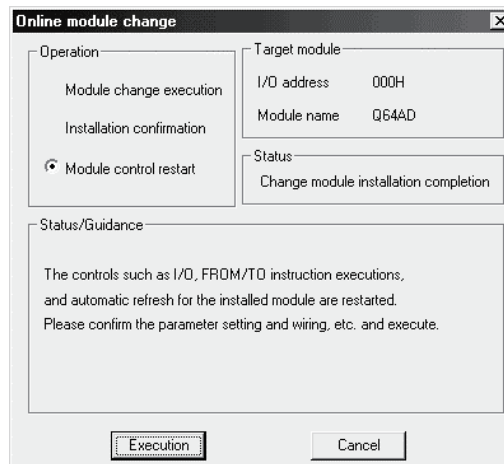 Online module change
Operation
Module change execution
Installation confirmation
Module control restart
Target module
I/O address 000H
Module name Q64AD
Status
Change module installation completion
Status/Guidance
The controls such as I/O, FROM/TO instruction executions,
and automatic refresh for the installed module are restarted.
Please confirm the parameter setting and wiring, etc. and execute.
Execution
Cancel